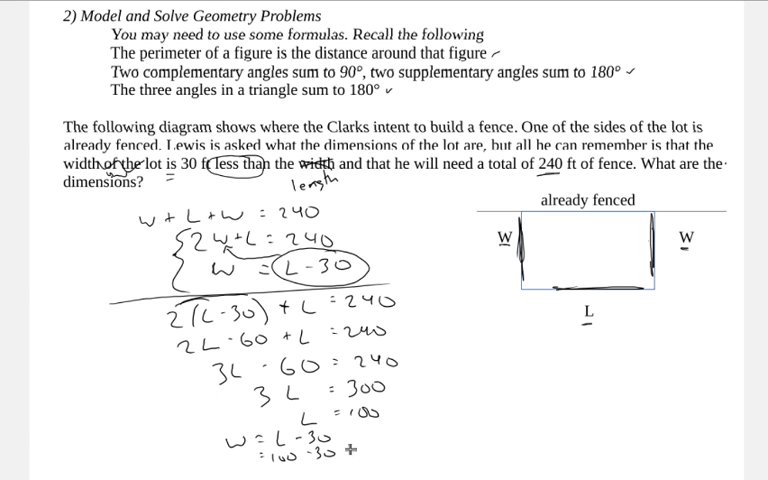 2) Model and Solve Geometry Problems
You may need to use some formulas. Recall the following
The perimeter of a figure is the distance around that figure
Two complementary angles sum to 90°, two supplementary angles sum to 180° ✓
The three angles in a triangle sum to 180° ✓
The following diagram shows where the Clarks intent to build a fence. One of the sides of the lot is
already fenced. Lewis is asked what the dimensions of the lot are, but all he can remember is that the
width of the lot is 30 ft less than the width and that he will need a total of 240 ft of fence. What are the
dimensions?
length
already fenced
W
W
L
W + L + W = 240
2W + L = 240
W = L - 30
2(L - 30) + L = 240
2L - 60 + L = 240
3L - 60 = 240
3L = 300
L = 100
W = L - 30
= 100 - 30